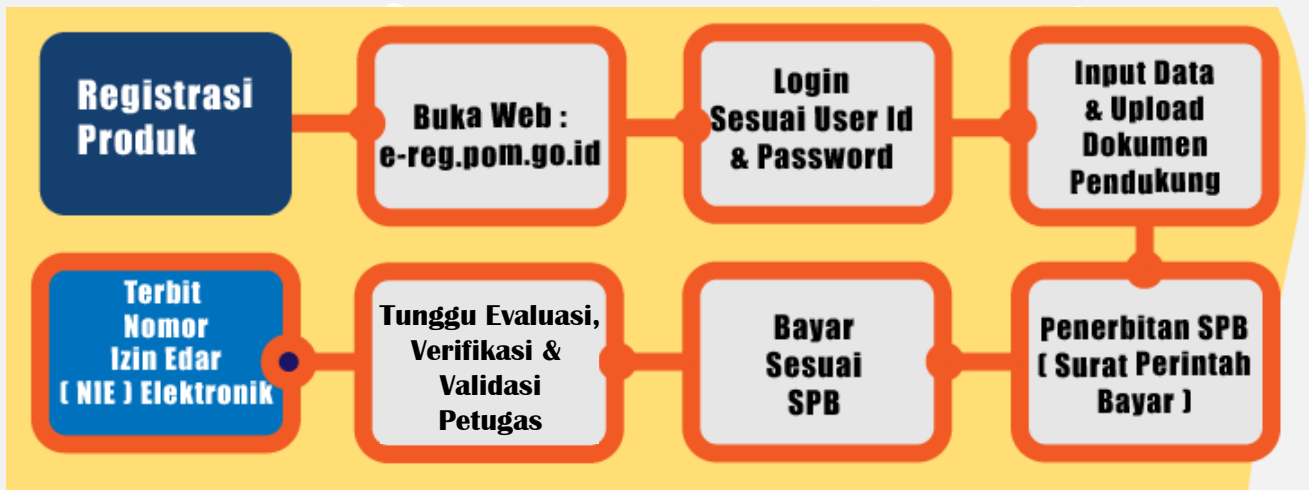 Registrasi
Produk
Buka Web :
e-reg.pom.go.id
Login
Sesuai User Id
& Password
Input Data
& Upload
Dokumen
Pendukung
Penerbitan SPB
( Surat Perintah
Bayar )
Bayar
Sesuai
SPB
Tunggu Evaluasi,
Verifikasi &
Validasi
Petugas
Terbit
Nomor
Izin Edar
( NIE ) Elektronik